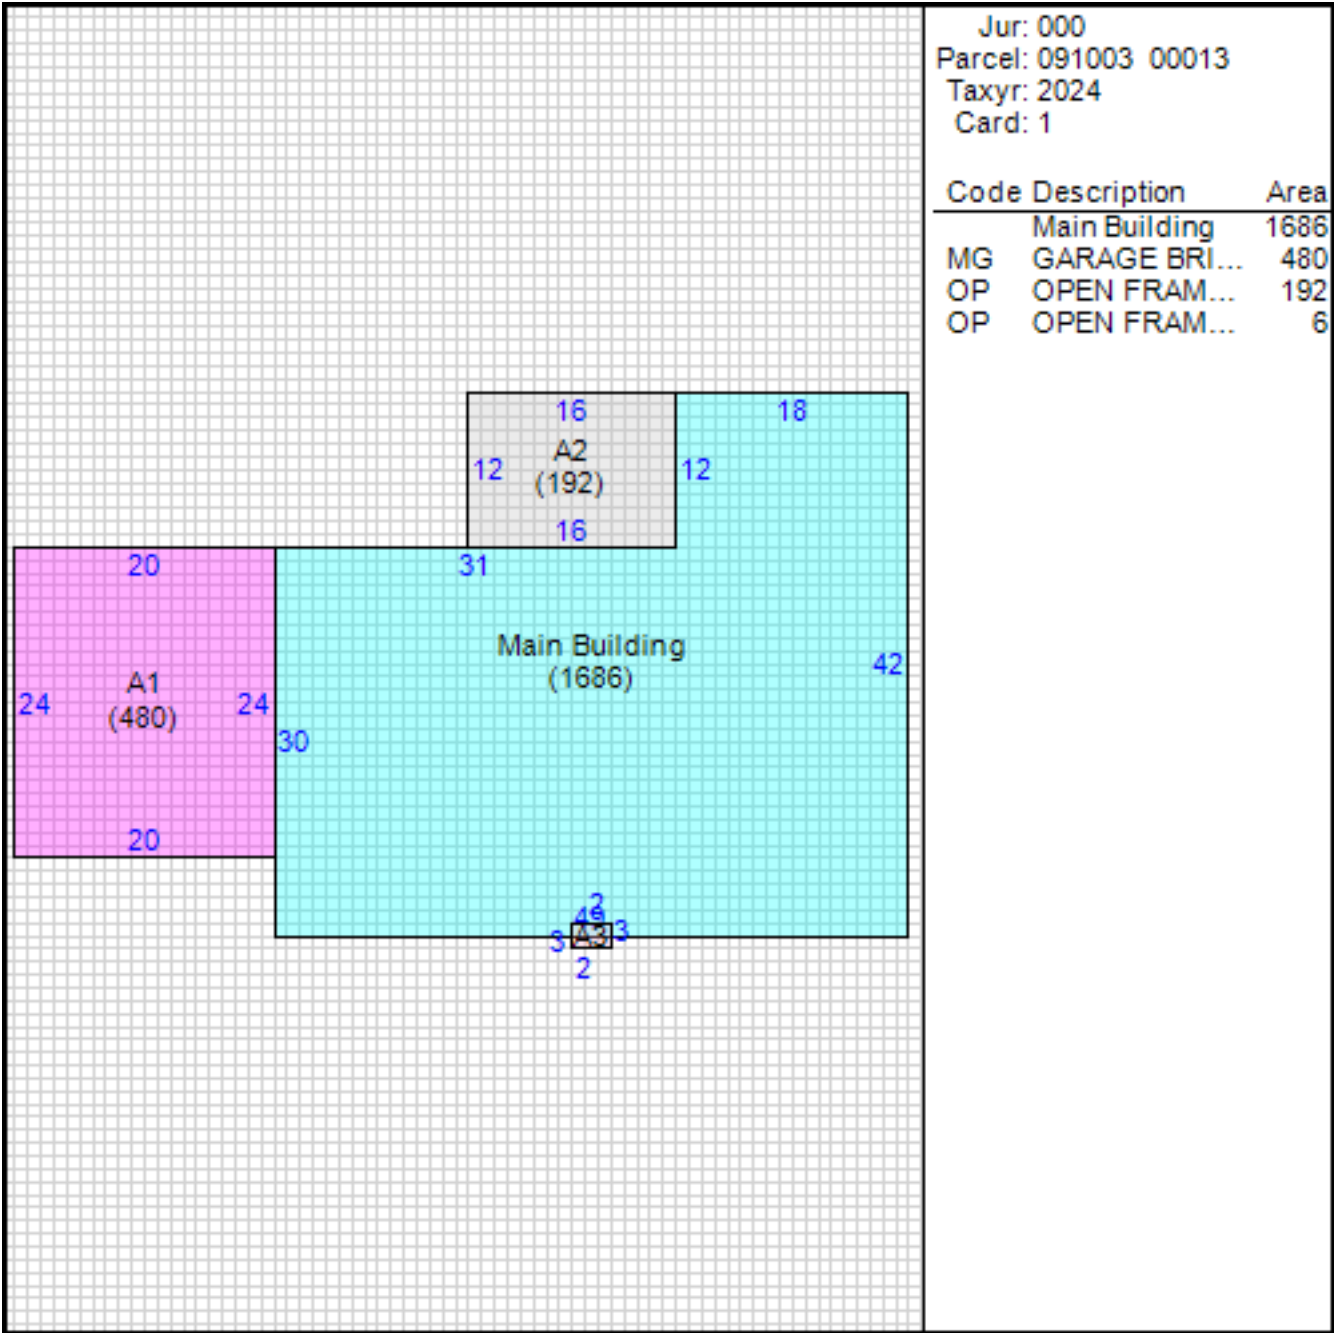 Jur: 000
Parcel: 091003 00013
Taxyr: 2024
Card: 1
Code Description Area
Main Building 1686
MG GARAGE BRI... 480
OP OPEN FRAM... 192
OP OPEN FRAM... 6
16 18
A2
12 (192) 12
16
20 31
Main Building
(1686)
42
A1
24 (480) 24
30
20
2
49
3 A3 3
2